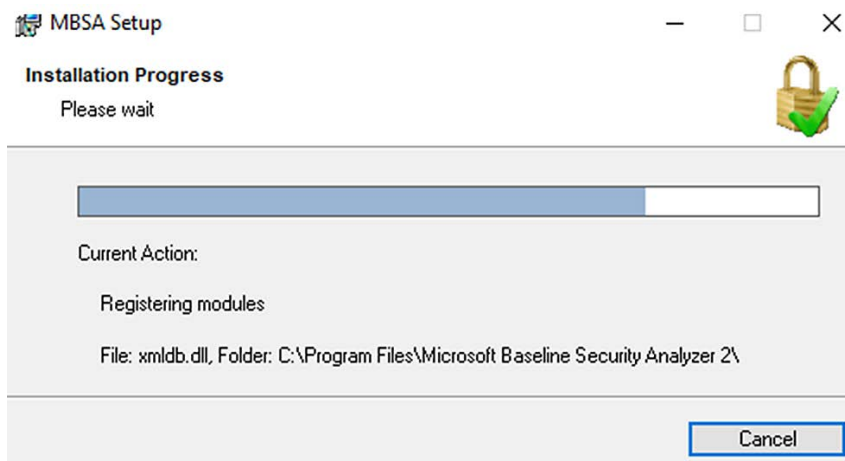 MBSA Setup
Installation Progress
Please wait
Current Action:
Registering modules
File: xmldb.dll, Folder: C:\Program Files\Microsoft Baseline Security Analyzer 2\
Cancel